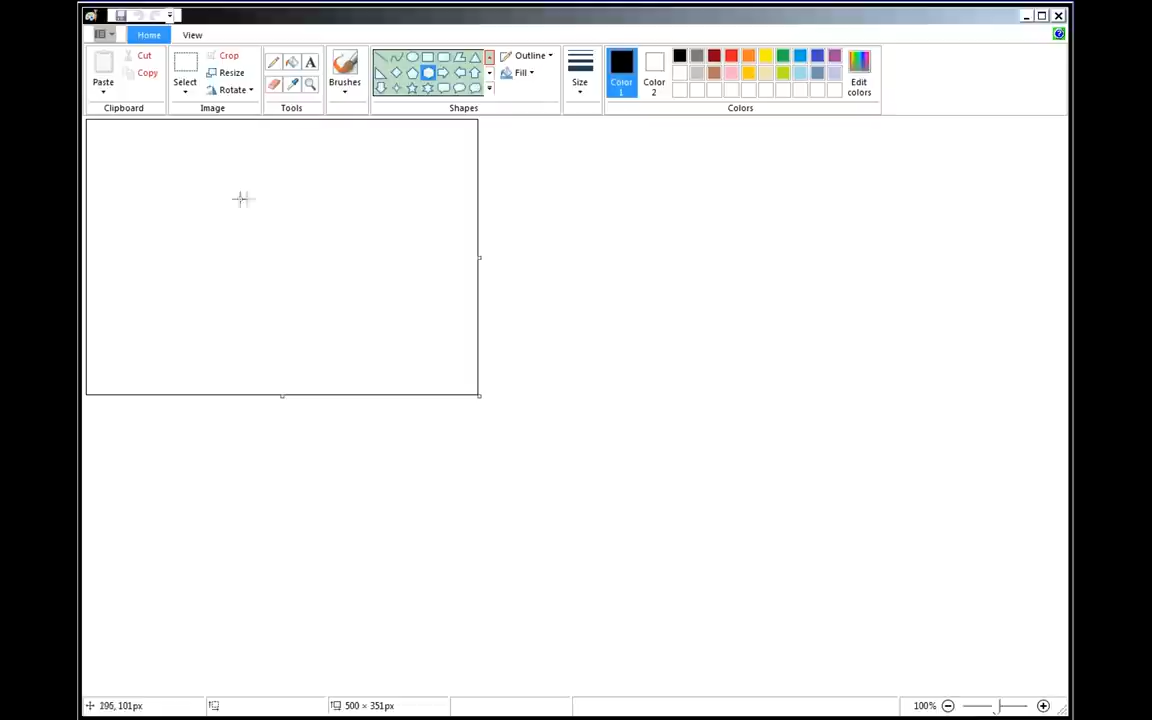 Home View
Paste
Cut
Copy
Clipboard
Select
Crop
Resize
Rotate
Image
A
Tools
Brushes
Outline
Fill
Shapes
Size
Color 1
Color 2
Edit colors
Colors
296, 101px
500 × 351px
100%